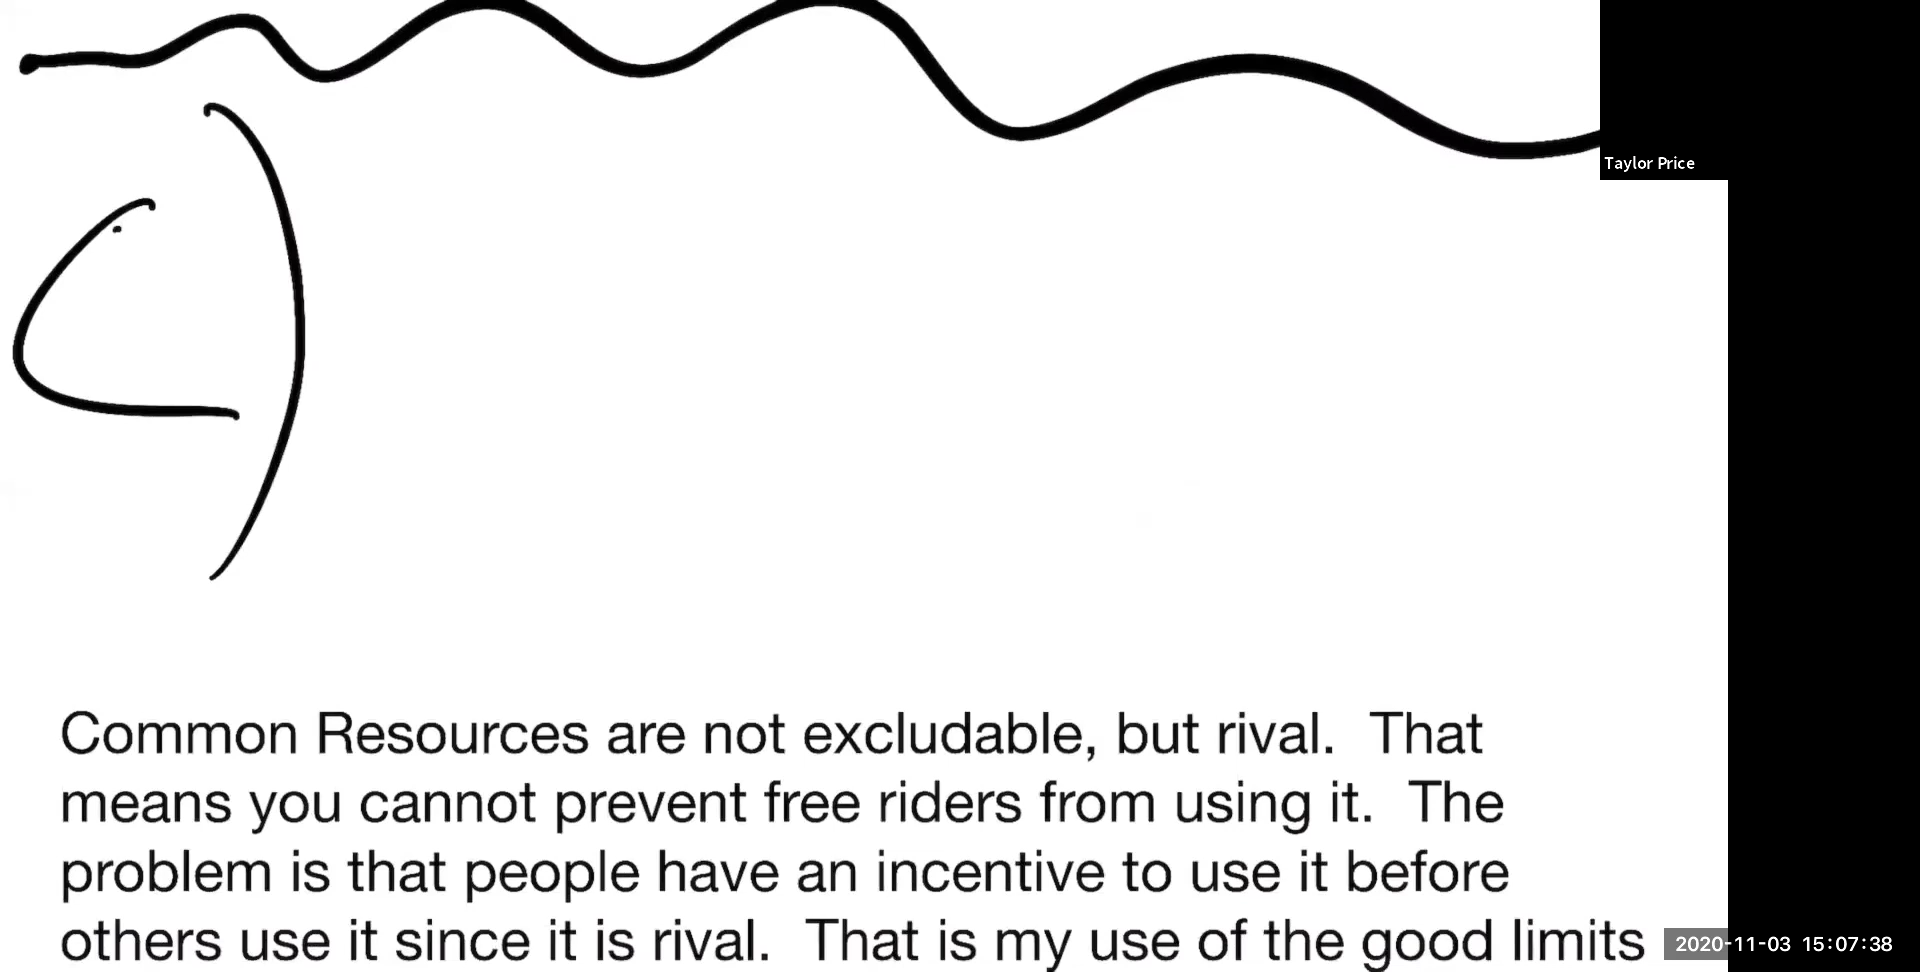 Taylor Price
Common Resources are not excludable, but rival.  That
means you cannot prevent free riders from using it.  The
problem is that people have an incentive to use it before
others use it since it is rival.  That is my use of the good limits
2020-11-03 15:07:38